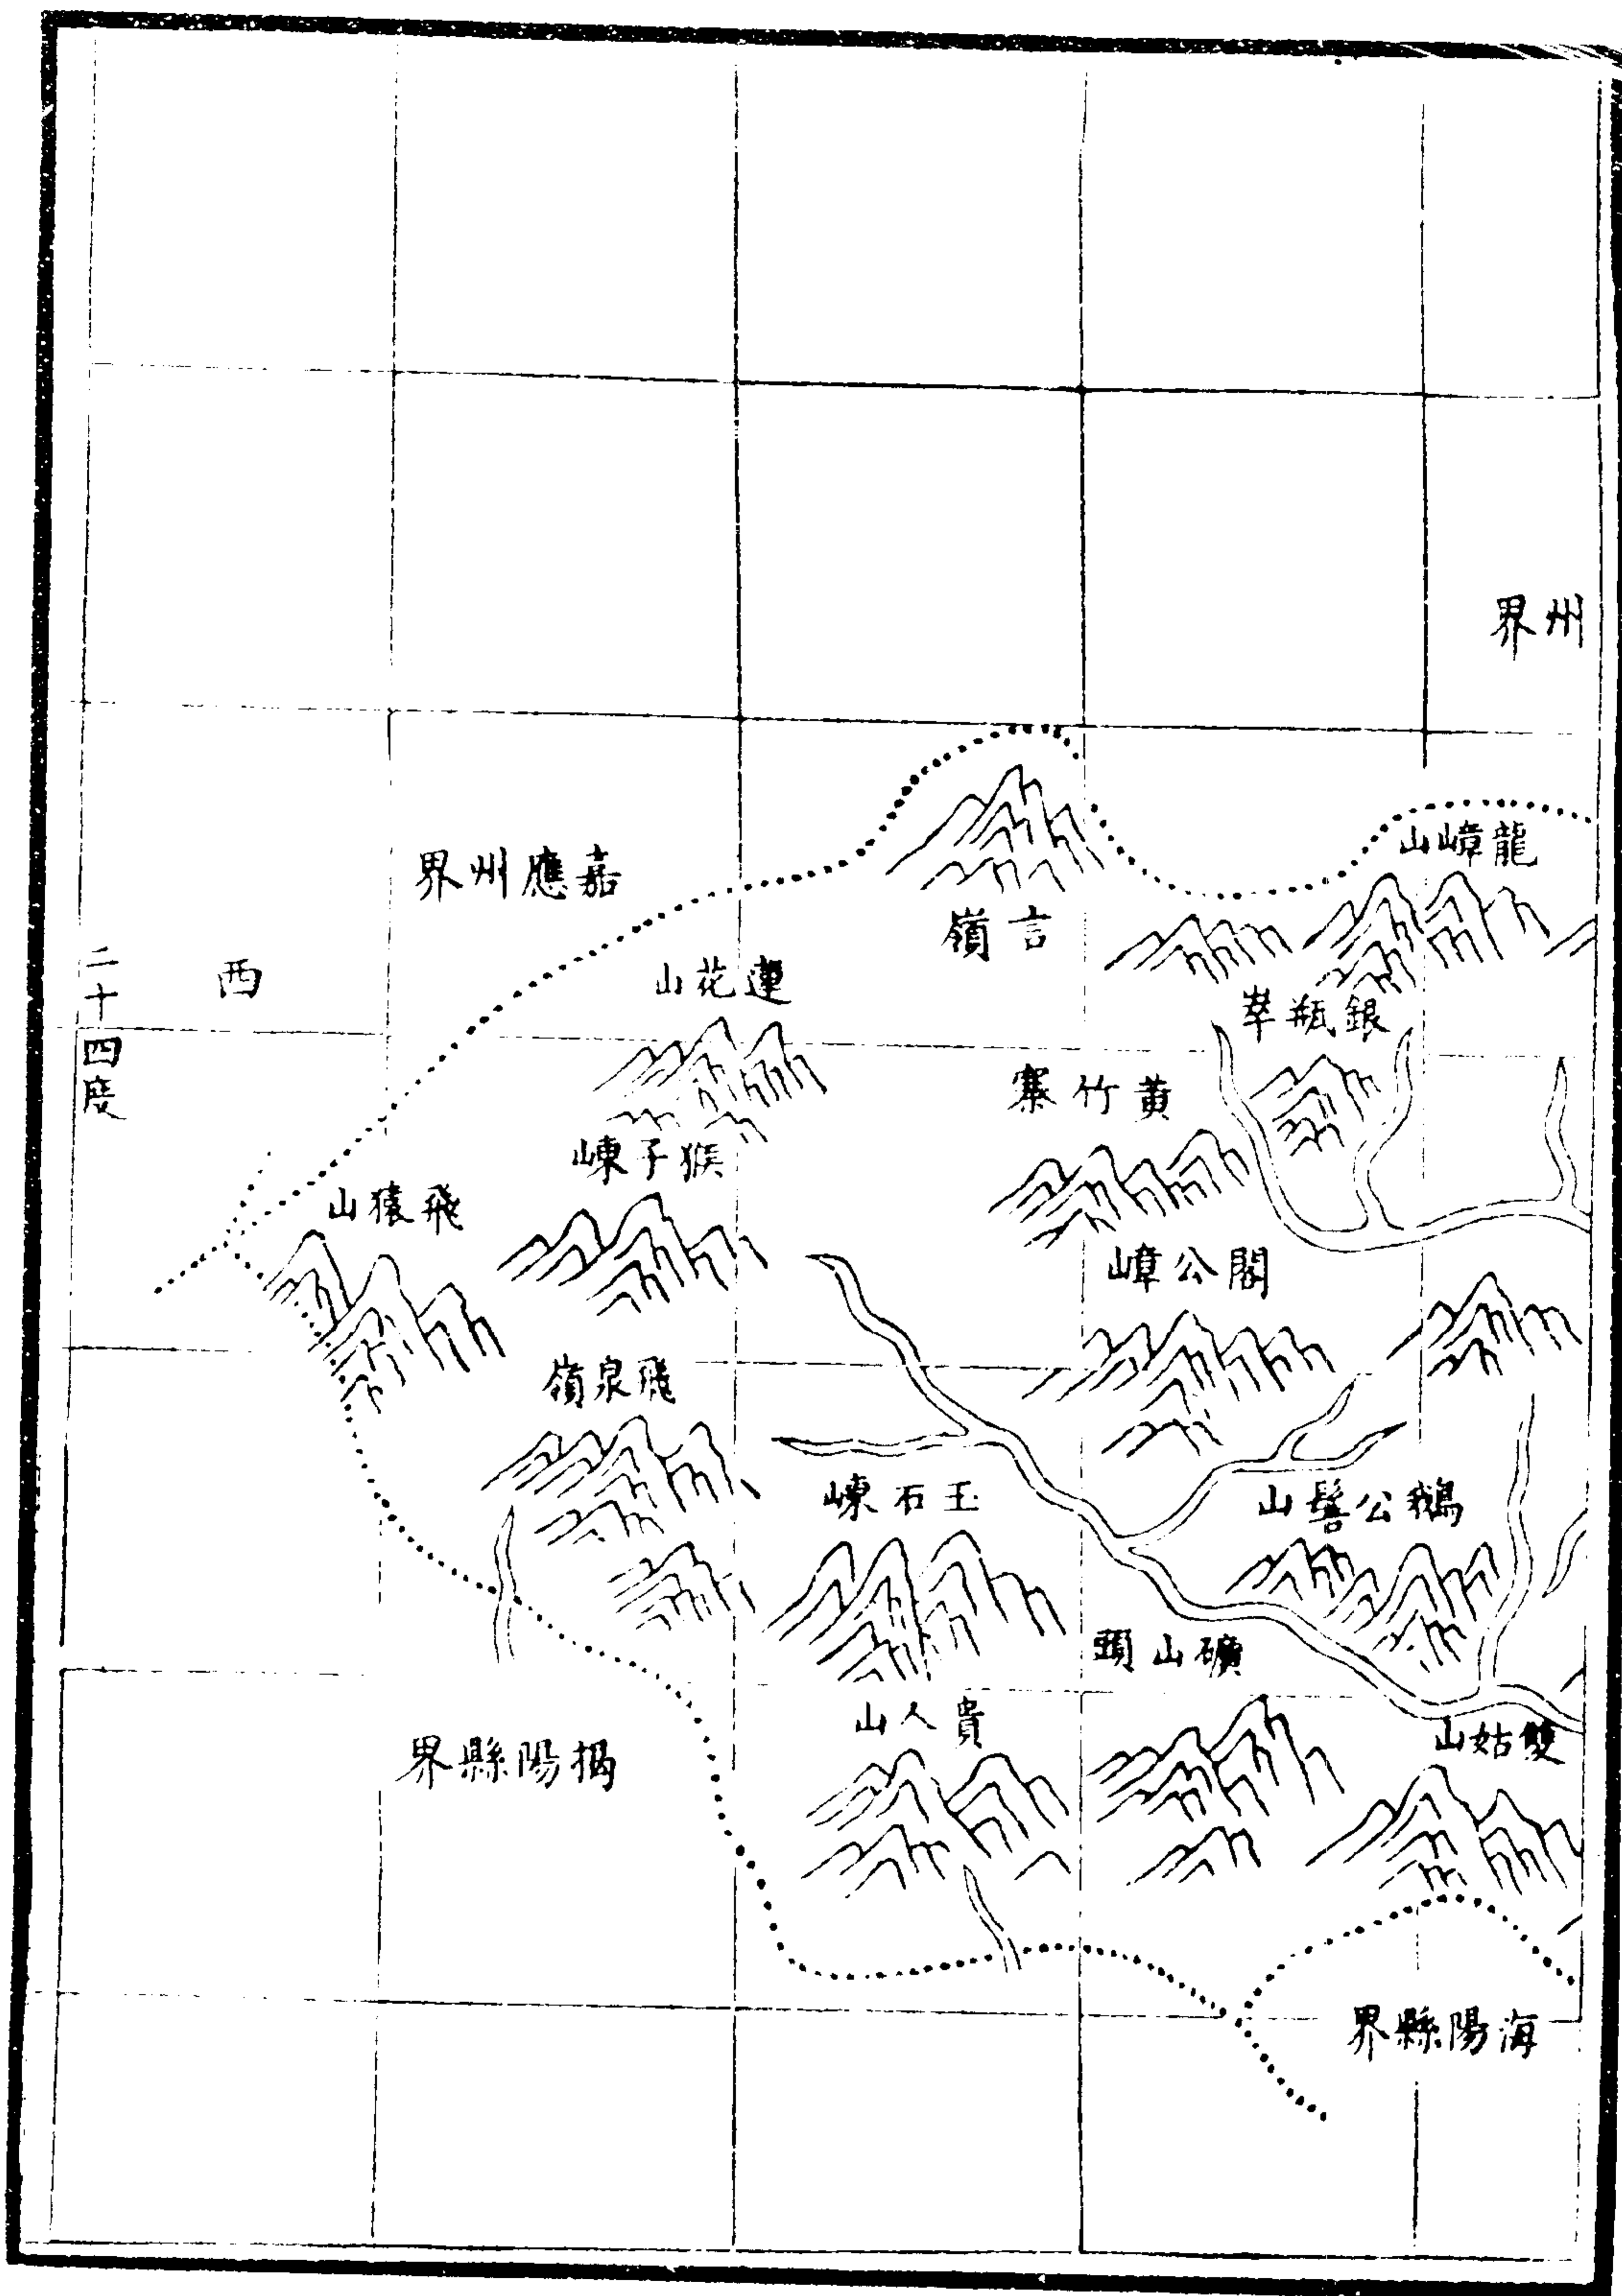 州界
龍嶂山
言嶺
嘉應州界
銀瓶崒
蓮花山
西
二十四度
黃竹寨
猴子崠
飛猿山
閣公嶂
飛泉嶺
玉石崠
鵝公髻山
礦山頭
貴人山
雙姑山
揭陽縣界
海陽縣界